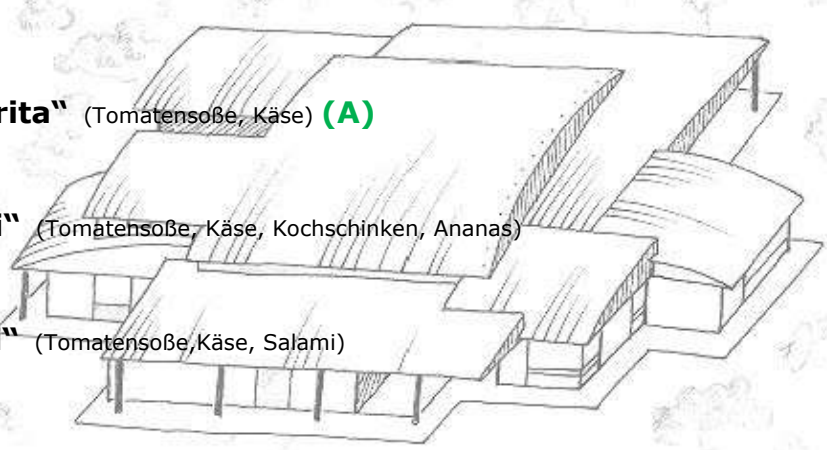 rita“ (Tomatensoße, Käse) (A)
i“ (Tomatensoße, Käse, Kochschinken, Ananas)
“ (Tomatensoße,Käse, Salami)